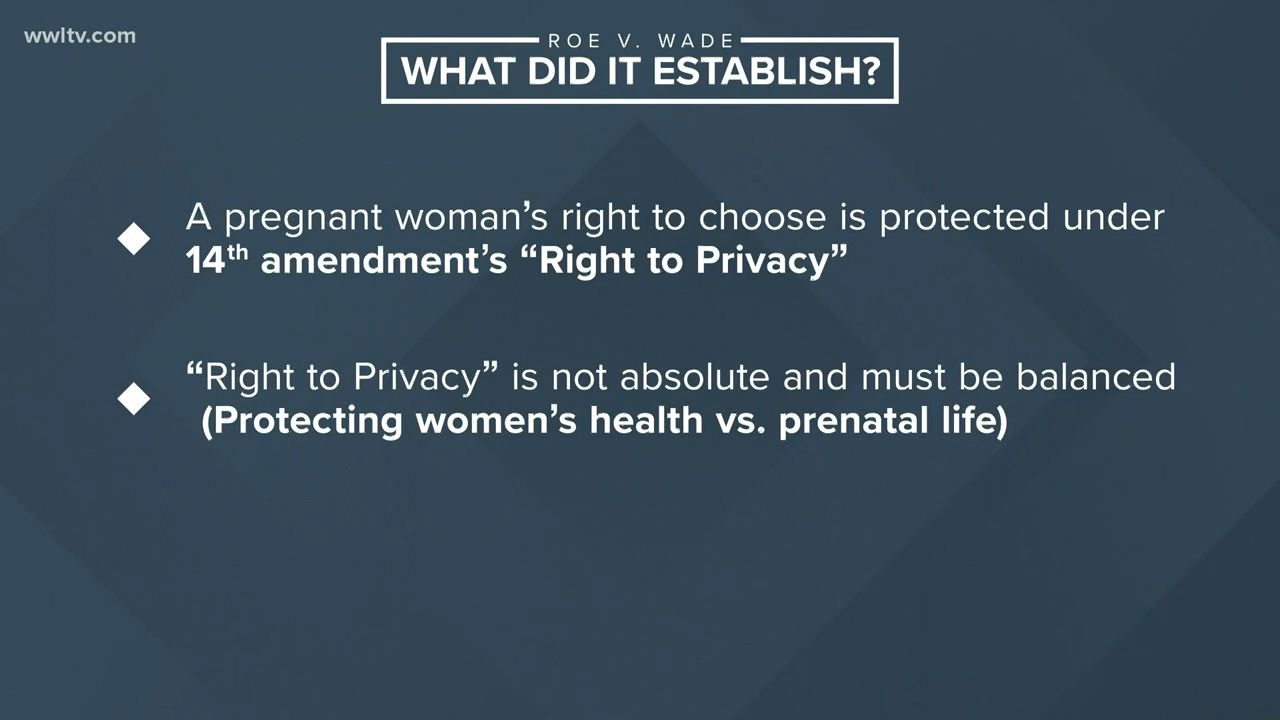 wwltv.com
ROE V. WADE
WHAT DID IT ESTABLISH?
A pregnant woman’s right to choose is protected under
14th amendment’s “Right to Privacy”
“Right to Privacy” is not absolute and must be balanced
(Protecting women’s health vs. prenatal life)